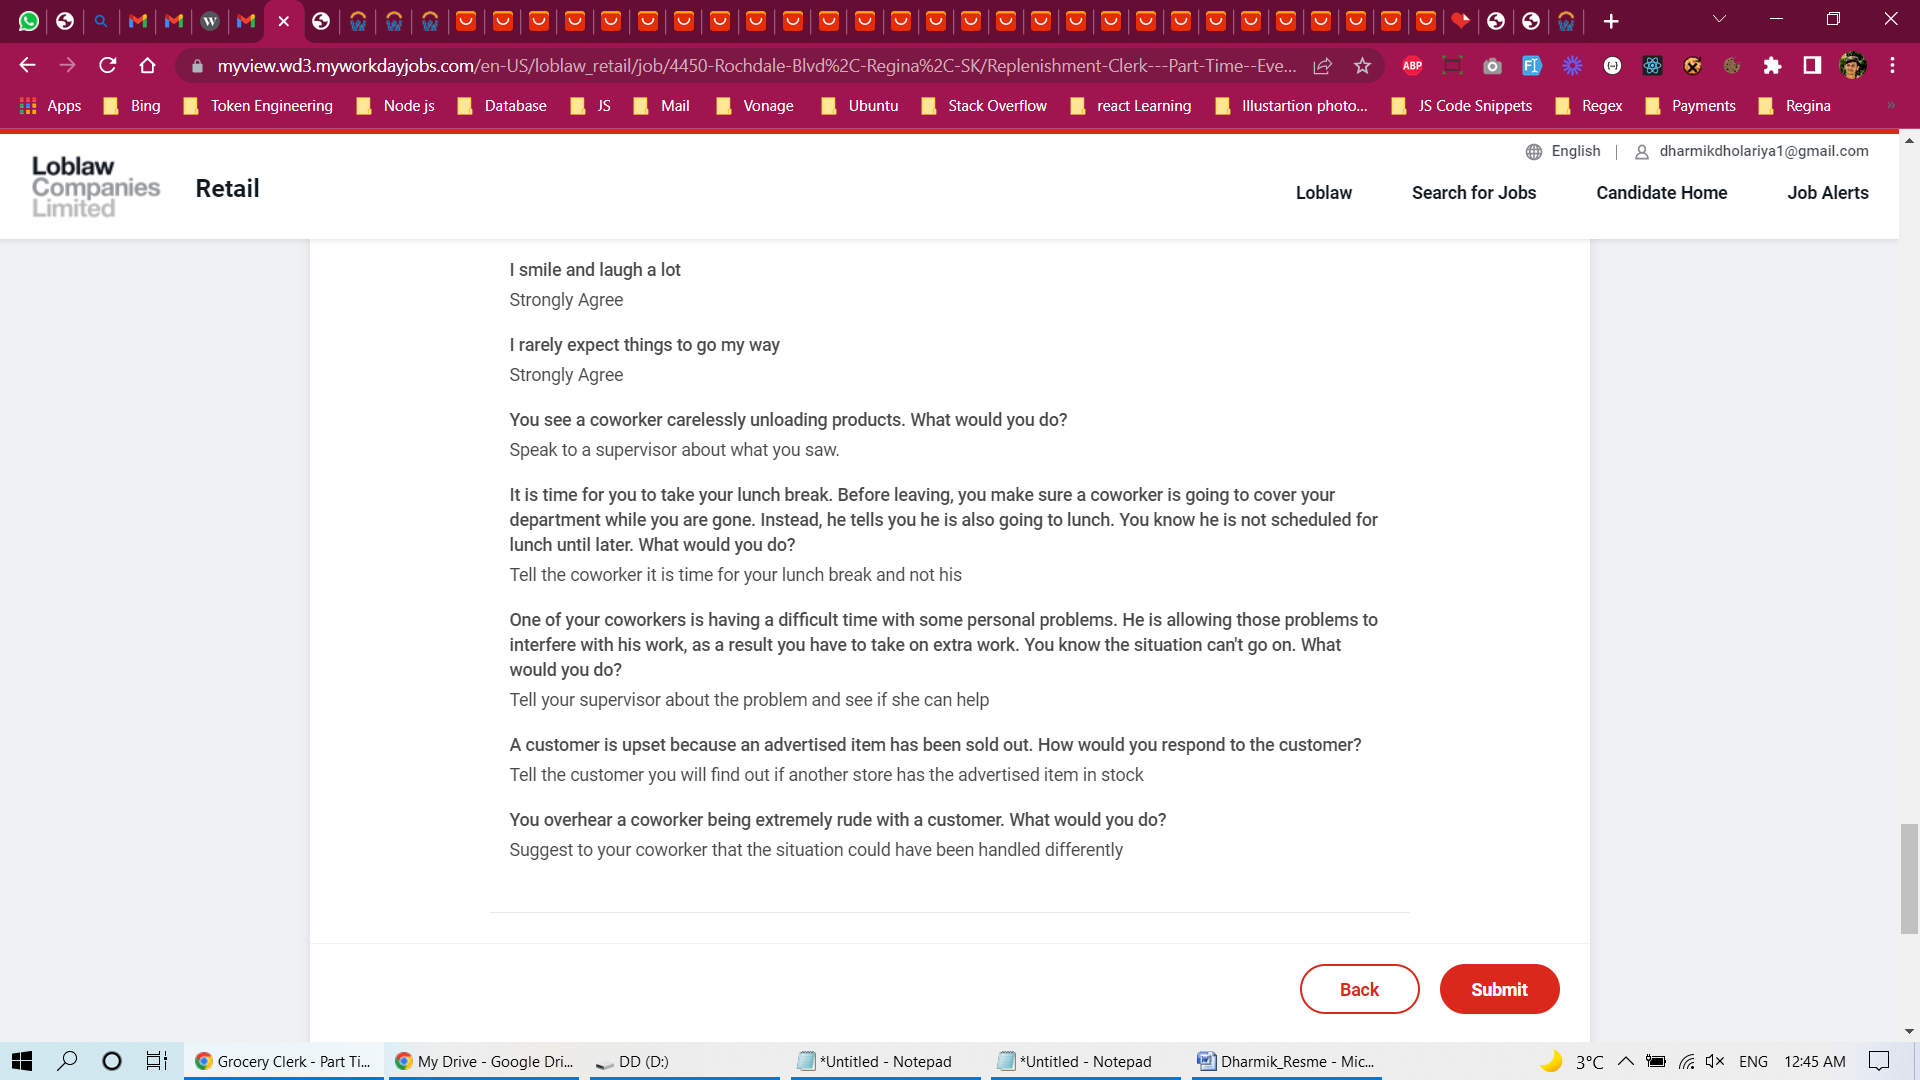 myview.wd3.myworkdayjobs.com/en-US/loblaw_retail/job/4450-Rochdale-Blvd%2C-Regina%2C-SK/Replenishment-Clerk---Part-Time--Eve...
Apps Bing Token Engineering Node js Database JS Mail Vonage Ubuntu Stack Overflow react Learning Illustartion photo... JS Code Snippets Regex Payments Regina »
English | dharmikdholariya1@gmail.com
Loblaw
Companies
Limited
Retail
Loblaw Search for Jobs Candidate Home Job Alerts
I smile and laugh a lot
Strongly Agree
I rarely expect things to go my way
Strongly Agree
You see a coworker carelessly unloading products. What would you do?
Speak to a supervisor about what you saw.
It is time for you to take your lunch break. Before leaving, you make sure a coworker is going to cover your
department while you are gone. Instead, he tells you he is also going to lunch. You know he is not scheduled for
lunch until later. What would you do?
Tell the coworker it is time for your lunch break and not his
One of your coworkers is having a difficult time with some personal problems. He is allowing those problems to
interfere with his work, as a result you have to take on extra work. You know the situation can't go on. What
would you do?
Tell your supervisor about the problem and see if she can help
A customer is upset because an advertised item has been sold out. How would you respond to the customer?
Tell the customer you will find out if another store has the advertised item in stock
You overhear a coworker being extremely rude with a customer. What would you do?
Suggest to your coworker that the situation could have been handled differently
Back Submit
Grocery Clerk - Part Ti... My Drive - Google Dri... DD (D:) *Untitled - Notepad *Untitled - Notepad Dharmik_Resme - Mic... 3°C ENG 12:45 AM